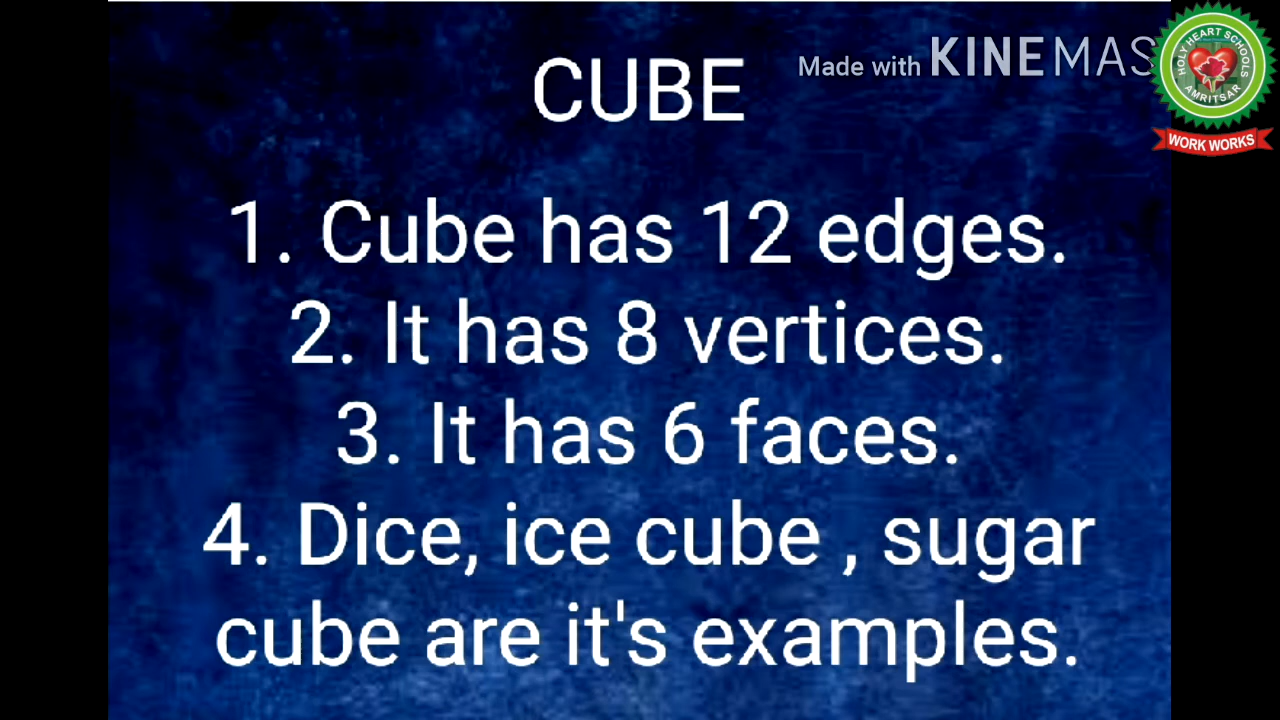 CUBE
Made with KINEMAS
HOLY HEART SCHOOLS
AMRITSAR
WORK WORKS
1. Cube has 12 edges.
2. It has 8 vertices.
3. It has 6 faces.
4. Dice, ice cube , sugar
cube are it's examples.